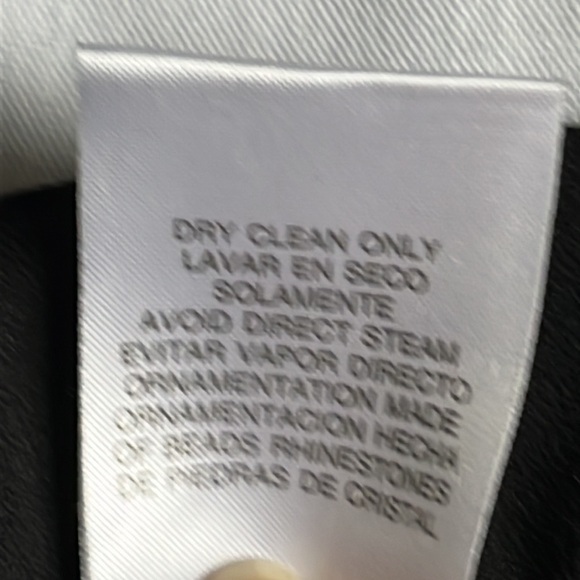 DRY CLEAN ONLY
LAVAR EN SECO
SOLAMENTE
AVOID DIRECT STEAM
EVITAR VAPOR DIRECTO
ORNAMENTATION MADE
ORNAMENTACION HECHA
OF BEADS RHINESTONES
DE PIEDRAS DE CRISTAL